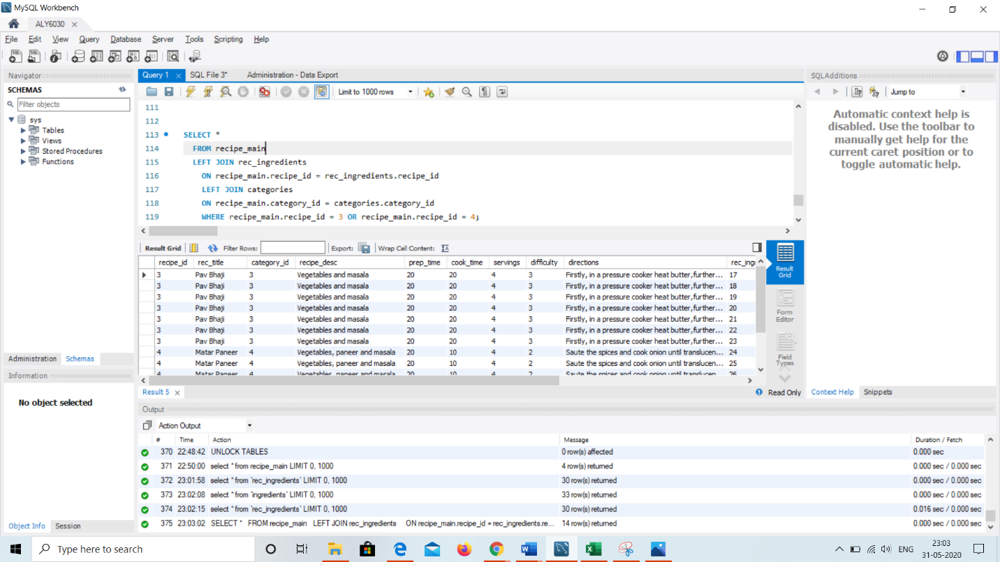 MySQL Workbench
ALY6030
File Edit View Query Database Server Tools Scripting Help
Navigator
SCHEMAS
Filter objects
sys
Tables
Views
Stored Procedures
Functions
Administration Schemas
Information
No object selected
Object Info Session
Query 1 SQL File 3* Administration - Data Export
Limit to 1000 rows
111
112
113 SELECT *
114 FROM recipe_main
115 LEFT JOIN rec_ingredients
116 ON recipe_main.recipe_id = rec_ingredients.recipe_id
117 LEFT JOIN categories
118 ON recipe_main.category_id = categories.category_id
119 WHERE recipe_main.recipe_id = 3 OR recipe_main.recipe_id = 4;
Result Grid Filter Rows: Export: Wrap Cell Content:
recipe_id rec_title category_id recipe_desc prep_time cook_time servings difficulty directions rec_ingr
3 Pav Bhaji 3 Vegetables and masala 20 20 4 3 Firstly, in a pressure cooker heat butter,further... 17
3 Pav Bhaji 3 Vegetables and masala 20 20 4 3 Firstly, in a pressure cooker heat butter,further... 18
3 Pav Bhaji 3 Vegetables and masala 20 20 4 3 Firstly, in a pressure cooker heat butter,further... 19
3 Pav Bhaji 3 Vegetables and masala 20 20 4 3 Firstly, in a pressure cooker heat butter,further... 20
3 Pav Bhaji 3 Vegetables and masala 20 20 4 3 Firstly, in a pressure cooker heat butter,further... 21
3 Pav Bhaji 3 Vegetables and masala 20 20 4 3 Firstly, in a pressure cooker heat butter,further... 22
3 Pav Bhaji 3 Vegetables and masala 20 20 4 3 Firstly, in a pressure cooker heat butter,further... 23
4 Matar Paneer 4 Vegetables, paneer and masala 20 10 4 2 Saute the spices and cook onion until translucen... 24
4 Matar Paneer 4 Vegetables, paneer and masala 20 10 4 2 Saute the spices and cook onion until translucen... 25
4 Matar Paneer 4 Vegetables, paneer and masala 20 10 4 2 Saute the spices and cook onion until translucen... 26
Result
Grid
Form
Editor
Field
Types
Result 5
Read Only
SQLAdditions
Jump to
Automatic context help is
disabled. Use the toolbar to
manually get help for the
current caret position or to
toggle automatic help.
Context Help Snippets
Output
Action Output
# Time Action Message Duration / Fetch
370 22:48:42 UNLOCK TABLES 0 row(s) affected 0.000 sec
371 22:50:00 select * from recipe_main LIMIT 0, 1000 4 row(s) returned 0.000 sec / 0.000 sec
372 23:01:58 select * from `rec_ingredients` LIMIT 0, 1000 30 row(s) returned 0.000 sec / 0.000 sec
373 23:02:08 select * from `ingredients` LIMIT 0, 1000 33 row(s) returned 0.000 sec / 0.000 sec
374 23:02:15 select * from `rec_ingredients` LIMIT 0, 1000 30 row(s) returned 0.016 sec / 0.000 sec
375 23:03:02 SELECT * FROM recipe_main LEFT JOIN rec_ingredients ON recipe_main.recipe_id = rec_ingredients.re... 14 row(s) returned 0.000 sec / 0.000 sec
Type here to search
ENG
23:03
31-05-2020